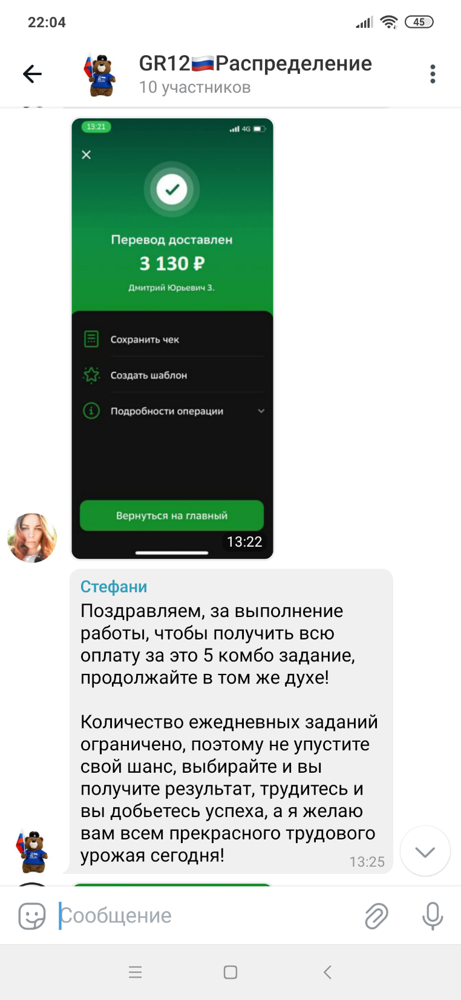 22:04
45
GR12🇷🇺Распределение
10 участников
13:21
4G
Перевод доставлен
3 130 ₽
Дмитрий Юрьевич З.
Сохранить чек
Создать шаблон
Подробности операции
Вернуться на главный
13:22
Стефани
Поздравляем, за выполнение
работы, чтобы получить всю
оплату за это 5 комбо задание,
продолжайте в том же духе!
Количество ежедневных заданий
ограничено, поэтому не упустите
свой шанс, выбирайте и вы
получите результат, трудитесь и
вы добьетесь успеха, а я желаю
вам всем прекрасного трудового
урожая сегодня!
13:25
Сообщение